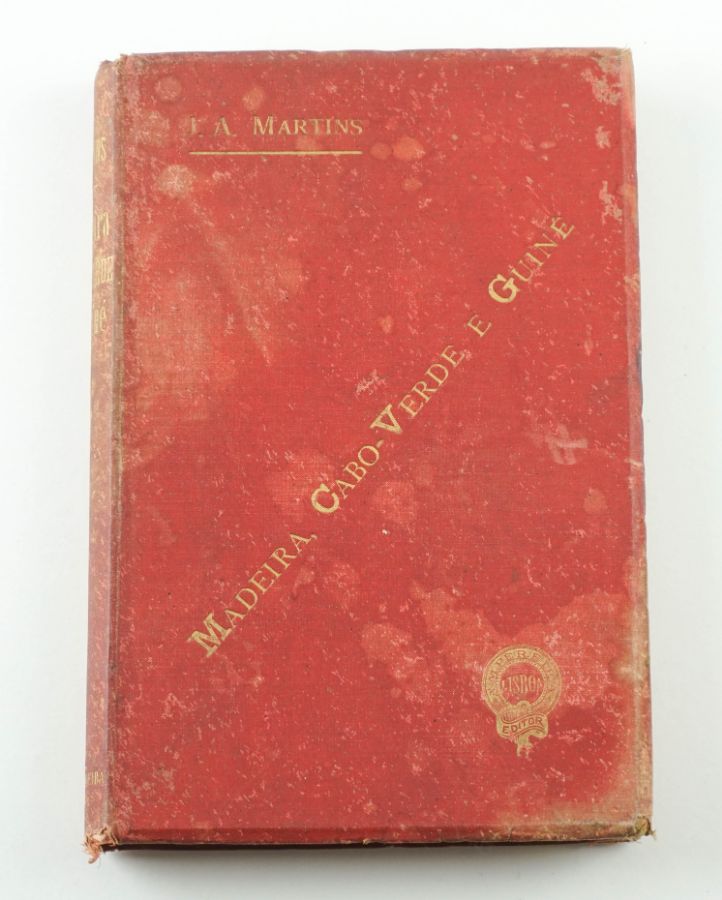 J. A. MARTINS
MADEIRA, CABO-VERDE E GUINÉ
LISBOA
EDITOR